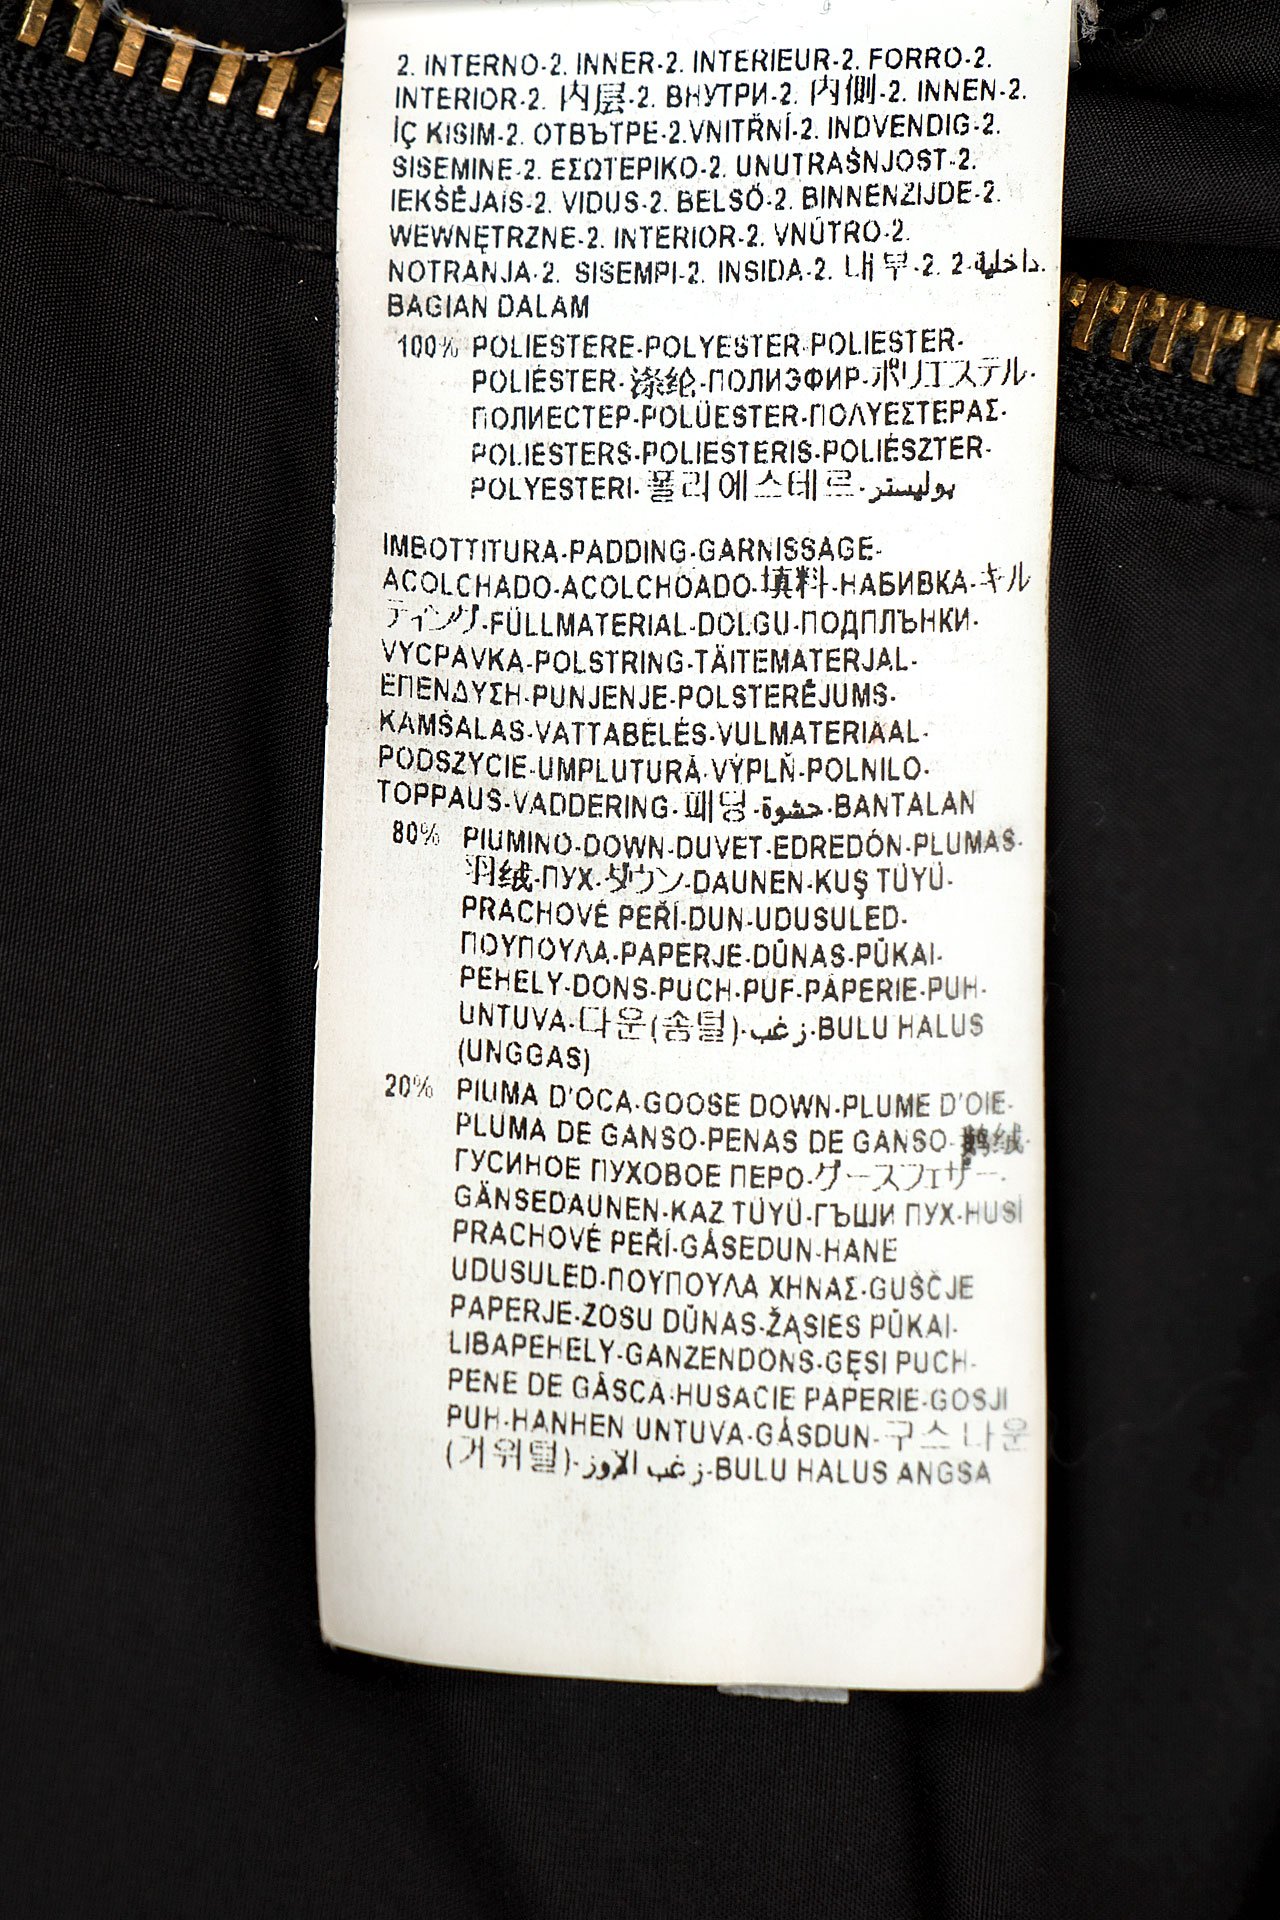 2. INTERNO-2. INNER-2. INTERIEUR-2. FORRO-2.
INTERIOR-2. 内层-2. ВНУТРИ-2. 内側-2. INNEN-2.
İÇ KISIM-2. ОТВЪТРЕ-2.VNITŘNÍ-2. INDVENDIG-2.
SISEMINE-2. ΕΣΩΤΕΡΙΚΟ-2. UNUTRAŠNJOST-2.
IEKŠĒJAIS-2. VIDUS-2. BELSŐ-2. BINNENZIJDE-2.
WEWNĘTRZNE-2. INTERIOR-2. VNÚTRO-2.
NOTRANJA-2. SISEMPI-2. INSIDA-2. 내부-2. 2-داخلية.
BAGIAN DALAM
100% POLIESTERE-POLYESTER-POLIESTER-
POLIÉSTER-涤纶-ПОЛИЭФИР-ポリエステル-
ПОЛИЕСТЕР-POLÜESTER-ΠΟΛΥΕΣΤΕΡΑΣ-
POLIESTERS-POLIESTERIS-POLIÉSZTER-
POLYESTERI-폴리에스테르-بوليستر
IMBOTTITURA-PADDING-GARNISSAGE-
ACOLCHADO-ACOLCHOADO-填料-НАБИВКА-キル
ティング-FÜLLMATERIAL-DOLGU-ПОДПЛЪНКИ-
VYCPÁVKA-POLSTRING-TÄITEMATERJAL-
ΕΠΕΝΔΥΣΗ-PUNJENJE-POLSTERĒJUMS-
KAMŠALAS-VATTABÉLÉS-VULMATERIAAL-
PODSZYCIE-UMPLUTURĂ-VÝPLŇ-POLNILO-
TOPPAUS-VADDERING-패딩-حشوة-BANTALAN
80% PIUMINO-DOWN-DUVET-EDREDÓN-PLUMAS-
羽绒-ПУХ-ダウン-DAUNEN-KUŞ TÜYÜ-
PRACHOVÉ PEŘÍ-DUN-UDUSULED-
ΠΟΥΠΟΥΛΑ-PAPERJE-DŪNAS-PŪKAI-
PEHELY-DONS-PUCH-PUF-PÁPERIE-PUH-
UNTUVA-다운(솜털)-زغب-BULU HALUS
(UNGGAS)
20% PIUMA D'OCA-GOOSE DOWN-PLUME D'OIE-
PLUMA DE GANSO-PENAS DE GANSO-鹅绒-
ГУСИНОЕ ПУХОВОЕ ПЕРО-グースフェザー-
GÄNSEDAUNEN-KAZ TÜYÜ-ГЪШИ ПУХ-HUSÍ
PRACHOVÉ PEŘÍ-GÅSEDUN-HANE
UDUSULED-ΠΟΥΠΟΥΛΑ ΧΗΝΑΣ-GUŠČJE
PAPERJE-ZOSU DŪNAS-ŽĄSIES PŪKAI-
LIBAPEHELY-GANZENDONS-GĘSI PUCH-
PENE DE GÂSCĂ-HUSACIE PÁPERIE-GOSJI
PUH-HANHEN UNTUVA-GÅSDUN-구스 다운
(거위털)-زغب الاوز-BULU HALUS ANGSA